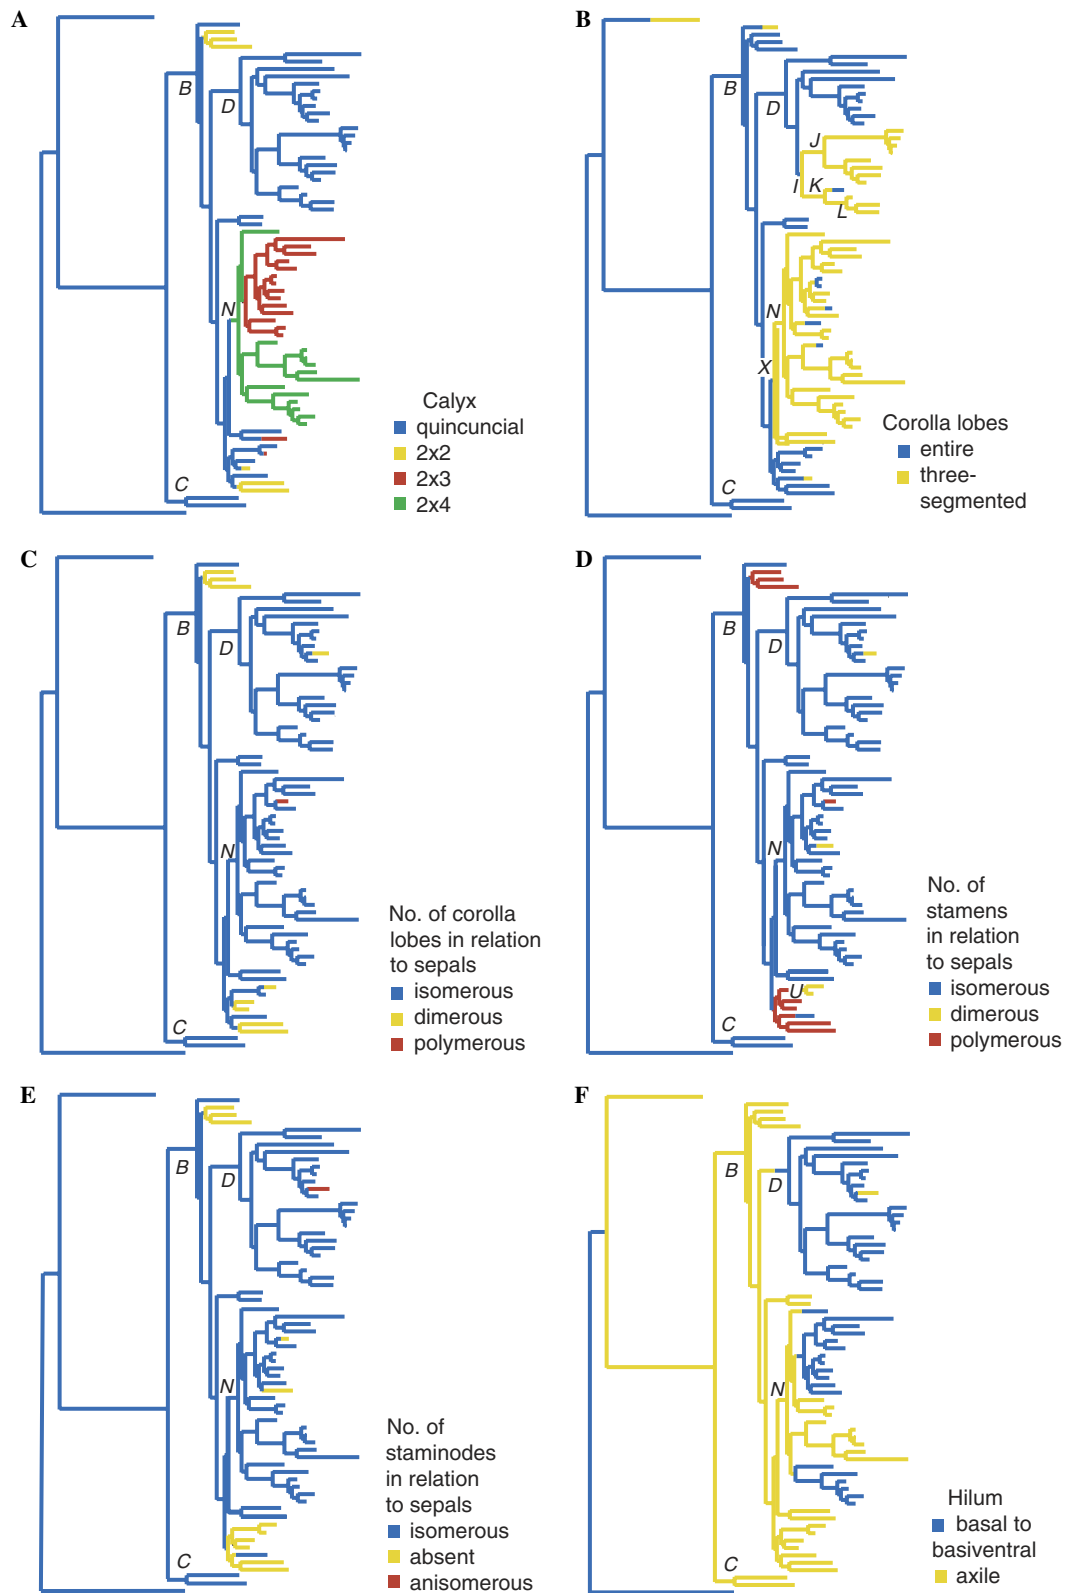 A
B
D
N
C
Calyx
quincuncial
2x2
2x3
2x4
B
B
D
J
I
K
L
N
X
C
Corolla lobes
entire
three-
segmented
C
B
D
N
C
No. of corolla
lobes in relation
to sepals
isomerous
dimerous
polymerous
D
B
D
N
U
C
No. of
stamens
in relation
to sepals
isomerous
dimerous
polymerous
E
B
D
N
C
No. of
staminodes
in relation
to sepals
isomerous
absent
anisomerous
F
B
D
N
C
Hilum
basal to
basiventral
axile